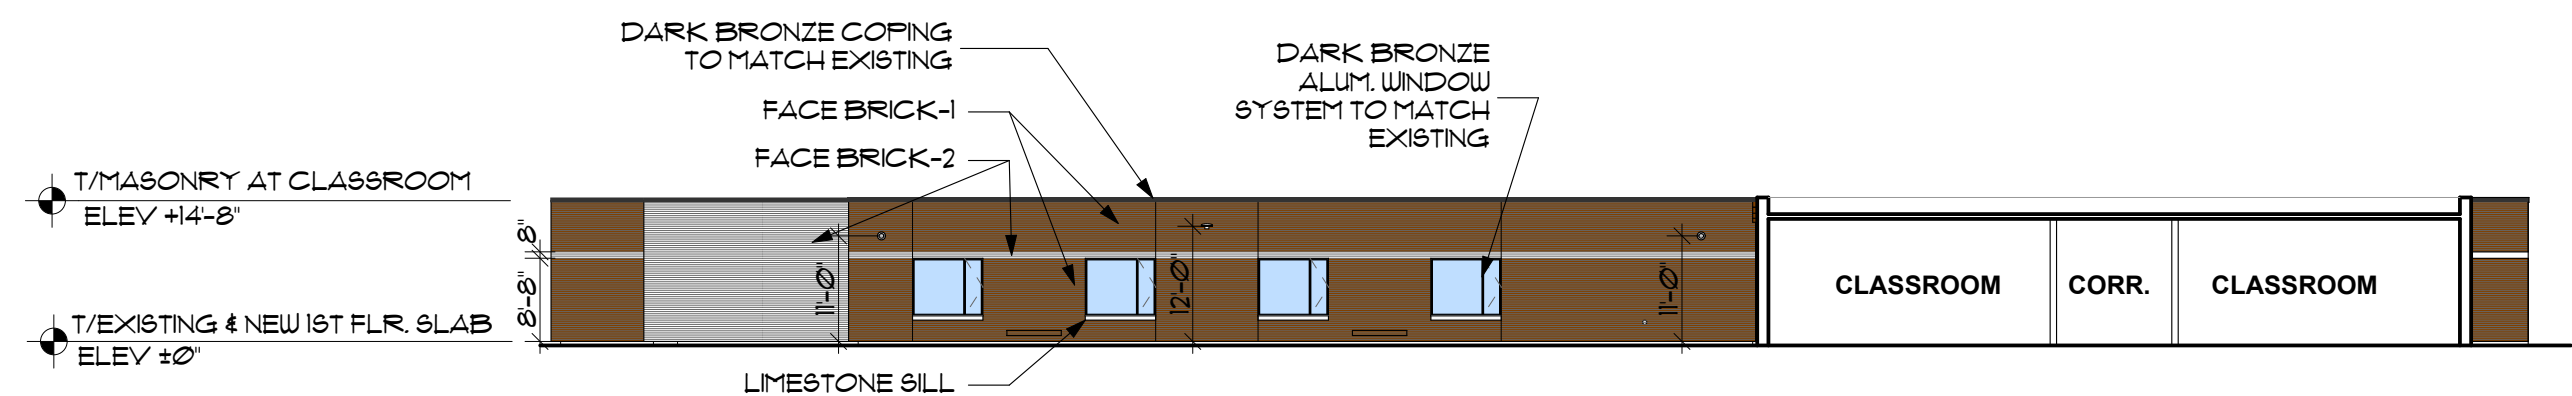 DARK BRONZE COPING
TO MATCH EXISTING
DARK BRONZE
ALUM. WINDOW
SYSTEM TO MATCH
EXISTING
FACE BRICK-1
FACE BRICK-2
T/MASONRY AT CLASSROOM
ELEV +14'-8"
8"
8'-8"
11'-0"
12'-0"
11'-0"
CLASSROOM
CORR.
CLASSROOM
T/EXISTING & NEW 1ST FLR. SLAB
ELEV ±0"
LIMESTONE SILL